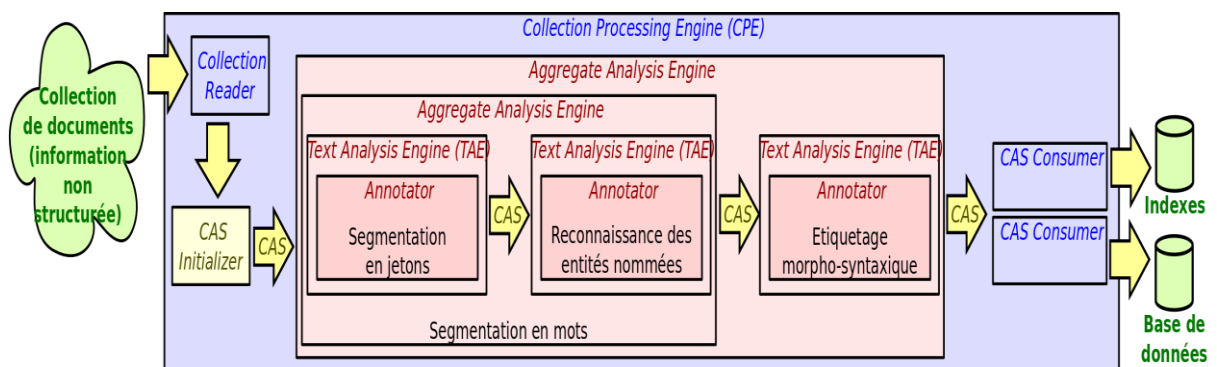 Collection Processing Engine (CPE)
Collection
de documents
(information
non
structurée)
Collection
Reader
CAS
Initializer
CAS
Aggregate Analysis Engine
Aggregate Analysis Engine
Text Analysis Engine (TAE)
Annotator
Segmentation
en jetons
CAS
Text Analysis Engine (TAE)
Annotator
Reconnaissance des
entités nommées
Segmentation en mots
CAS
Text Analysis Engine (TAE)
Annotator
Etiquetage
morpho-syntaxique
CAS
CAS Consumer
CAS Consumer
Indexes
Base de
données